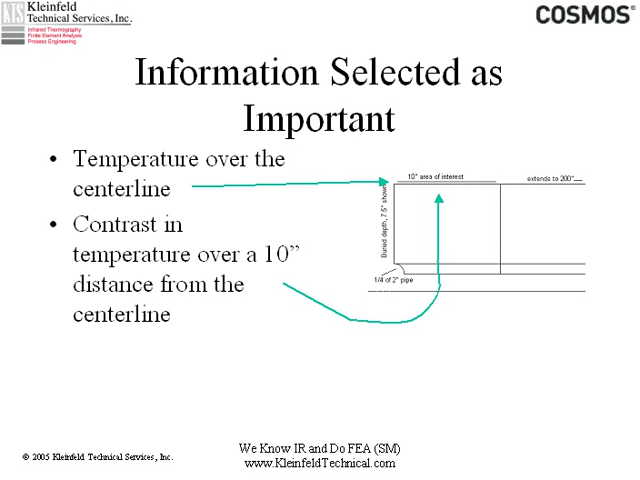 KTS
Kleinfeld
Technical Services, Inc.
Infrared Thermography
Finite Element Analysis
Process Engineering
COSMOS®
Information Selected as
Important
• Temperature over the
centerline
• Contrast in
temperature over a 10”
distance from the
centerline
10" area of interest
extends to 200"
Buried depth, 7.5" shown
1/4 of 2" pipe
© 2005 Kleinfeld Technical Services, Inc.
We Know IR and Do FEA (SM)
www.KleinfeldTechnical.com